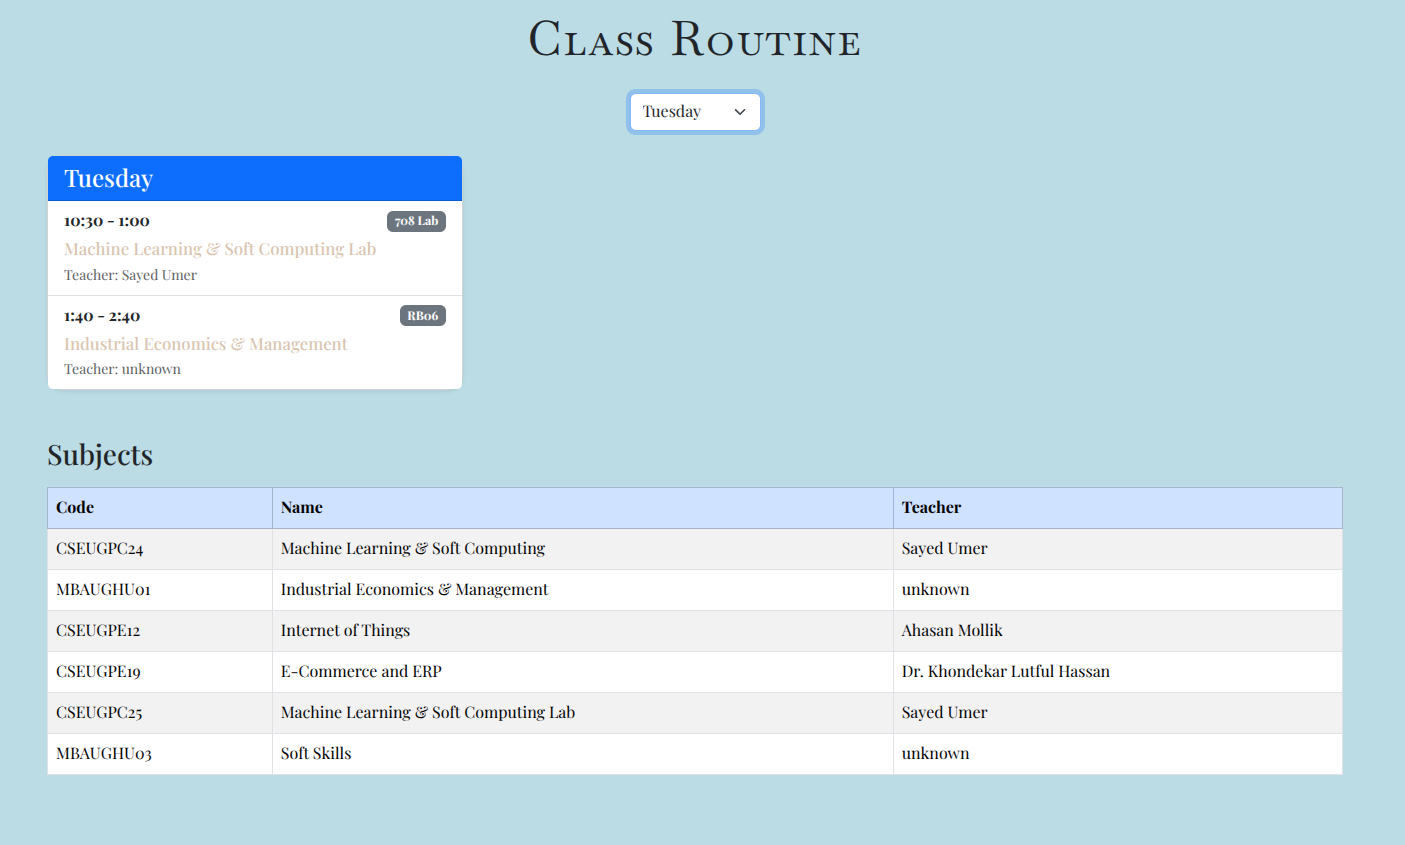 Class Routine
Tuesday
Tuesday
10:30 - 1:00 708 Lab
Machine Learning & Soft Computing Lab
Teacher: Sayed Umer
1:40 - 2:40 RB06
Industrial Economics & Management
Teacher: unknown
Subjects
Code Name Teacher
CSEUGPC24 Machine Learning & Soft Computing Sayed Umer
MBAUGHU01 Industrial Economics & Management unknown
CSEUGPE12 Internet of Things Ahasan Mollik
CSEUGPE19 E-Commerce and ERP Dr. Khondekar Lutful Hassan
CSEUGPC25 Machine Learning & Soft Computing Lab Sayed Umer
MBAUGHU03 Soft Skills unknown